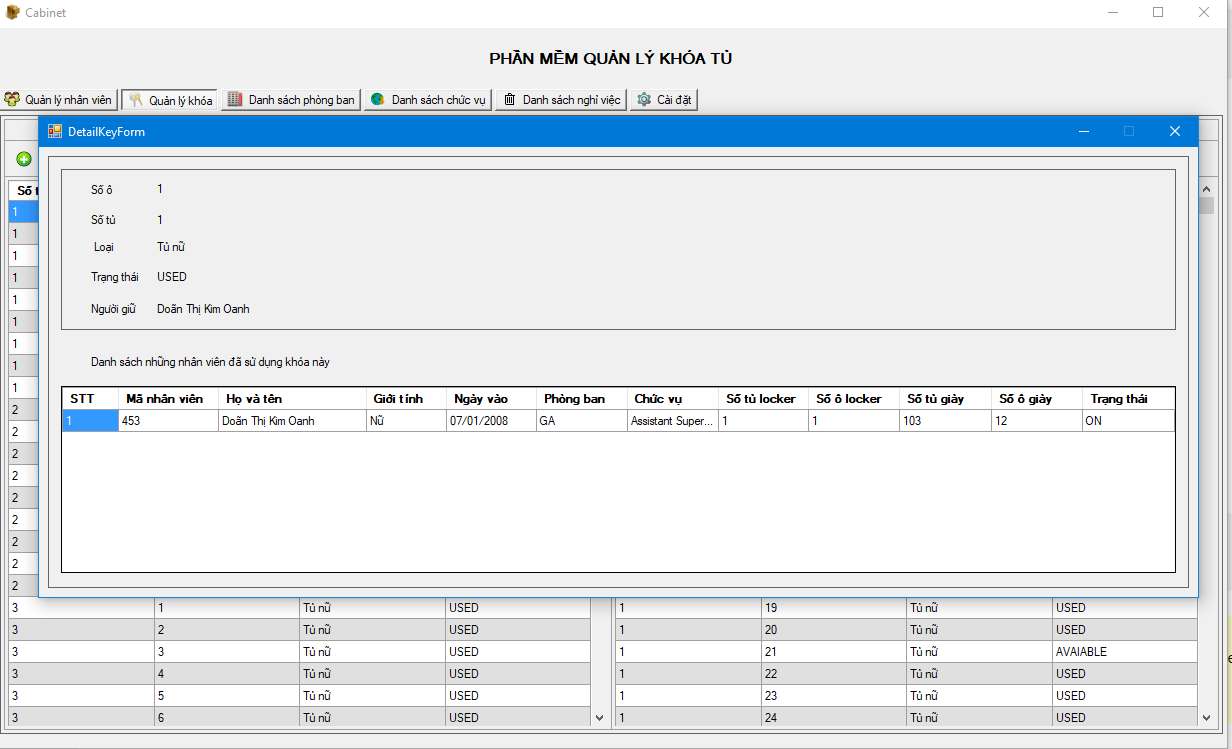 Cabinet
PHẦN MỀM QUẢN LÝ KHÓA TỦ
Quản lý nhân viên Quản lý khóa Danh sách phòng ban Danh sách chức vụ Danh sách nghỉ việc Cài đặt
DetailKeyForm
Số ô 1
Số tủ 1
Loại Tủ nữ
Trạng thái USED
Người giữ Doãn Thị Kim Oanh
Danh sách những nhân viên đã sử dụng khóa này
STT Mã nhân viên Họ và tên Giới tính Ngày vào Phòng ban Chức vụ Số tủ locker Số ô locker Số tủ giày Số ô giày Trạng thái
1 453 Doãn Thị Kim Oanh Nữ 07/01/2008 GA Assistant Super... 1 1 103 12 ON
Số
1
1
1
1
1
1
1
1
1
2
2
2
2
2
2
2
2
2
3 1 Tủ nữ USED 1 19 Tủ nữ USED
3 2 Tủ nữ USED 1 20 Tủ nữ USED
3 3 Tủ nữ USED 1 21 Tủ nữ AVAIABLE
3 4 Tủ nữ USED 1 22 Tủ nữ USED
3 5 Tủ nữ USED 1 23 Tủ nữ USED
3 6 Tủ nữ USED 1 24 Tủ nữ USED